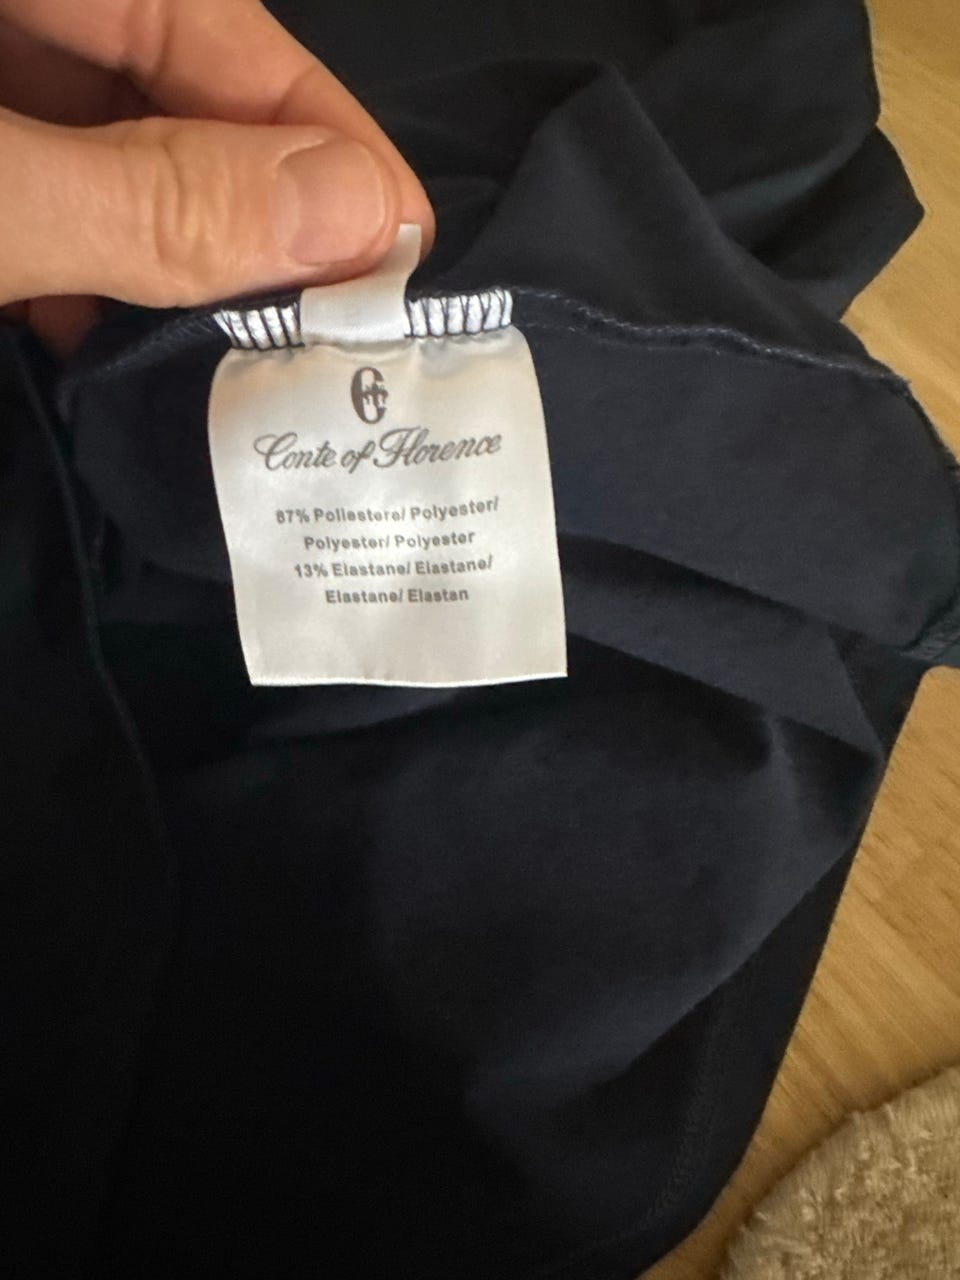 Conte of Florence
87% Poliestere/ Polyester/
Polyester/ Polyester
13% Elastane/ Elastane/
Elastane/ Elastan